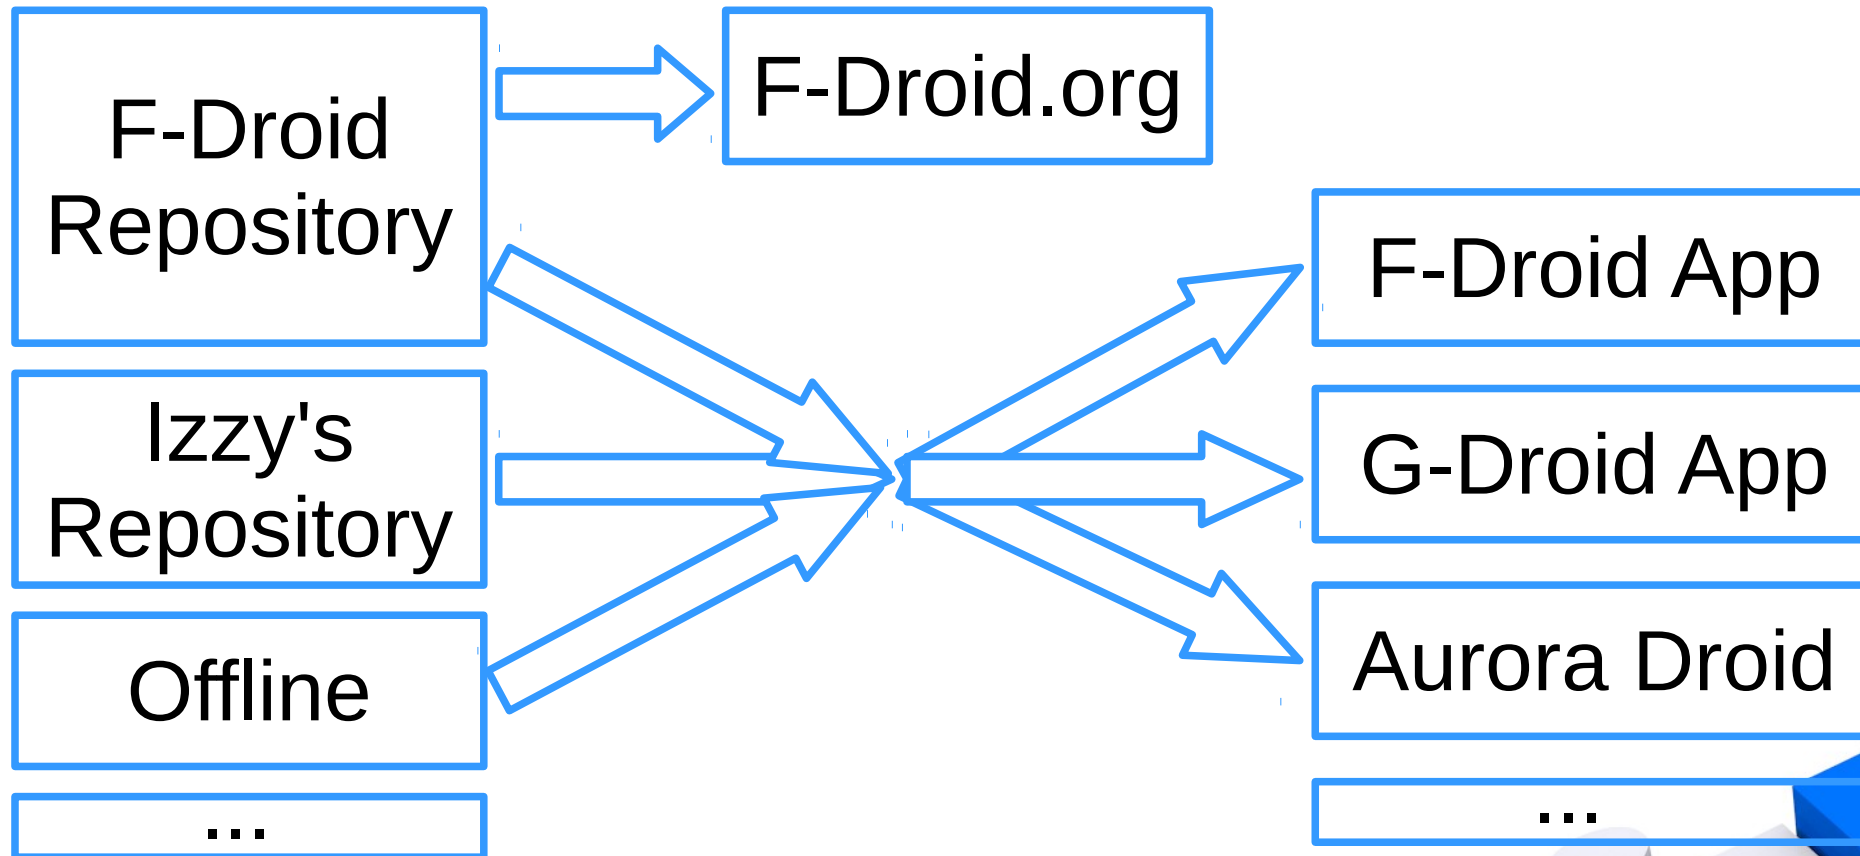 F-Droid
Repository
F-Droid.org
Izzy's
Repository
Offline
...
F-Droid App
G-Droid App
Aurora Droid
...